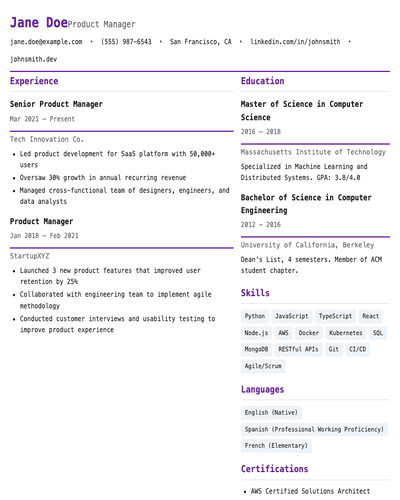 Jane Doe Product Manager
jane.doe@example.com • (555) 987-6543 • San Francisco, CA • linkedin.com/in/johnsmith •
johnsmith.dev
Experience
Senior Product Manager
Mar 2021 – Present
Tech Innovation Co.
• Led product development for SaaS platform with 50,000+
users
• Oversaw 30% growth in annual recurring revenue
• Managed cross-functional team of designers, engineers, and
data analysts
Product Manager
Jan 2018 – Feb 2021
StartupXYZ
• Launched 3 new product features that improved user
retention by 25%
• Collaborated with engineering team to implement agile
methodology
• Conducted customer interviews and usability testing to
improve product experience
Education
Master of Science in Computer
Science
2016 – 2018
Massachusetts Institute of Technology
Specialized in Machine Learning and
Distributed Systems. GPA: 3.8/4.0
Bachelor of Science in Computer
Engineering
2012 – 2016
University of California, Berkeley
Dean's List, 4 semesters. Member of ACM
student chapter.
Skills
Python JavaScript TypeScript React
Node.js AWS Docker Kubernetes SQL
MongoDB RESTful APIs Git CI/CD
Agile/Scrum
Languages
English (Native)
Spanish (Professional Working Proficiency)
French (Elementary)
Certifications
• AWS Certified Solutions Architect